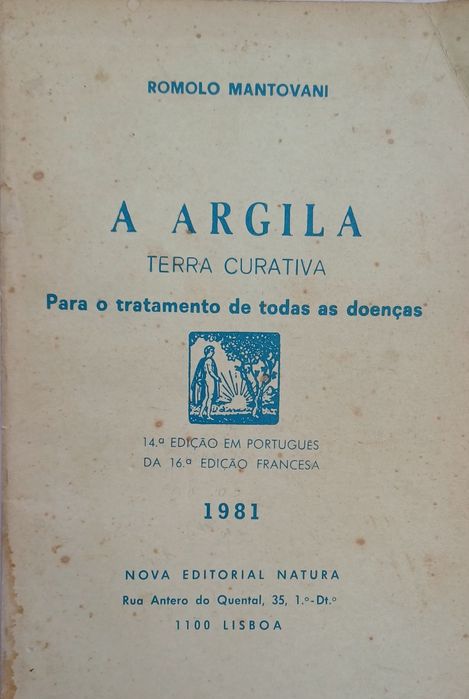 ROMOLO MANTOVANI
A ARGILA
TERRA CURATIVA
Para o tratamento de todas as doenças
14.ª EDIÇÃO EM PORTUGUES
DA 16.ª EDIÇÃO FRANCESA
1981
NOVA EDITORIAL NATURA
Rua Antero do Quental, 35, 1.º-Dt.º
1100 LISBOA